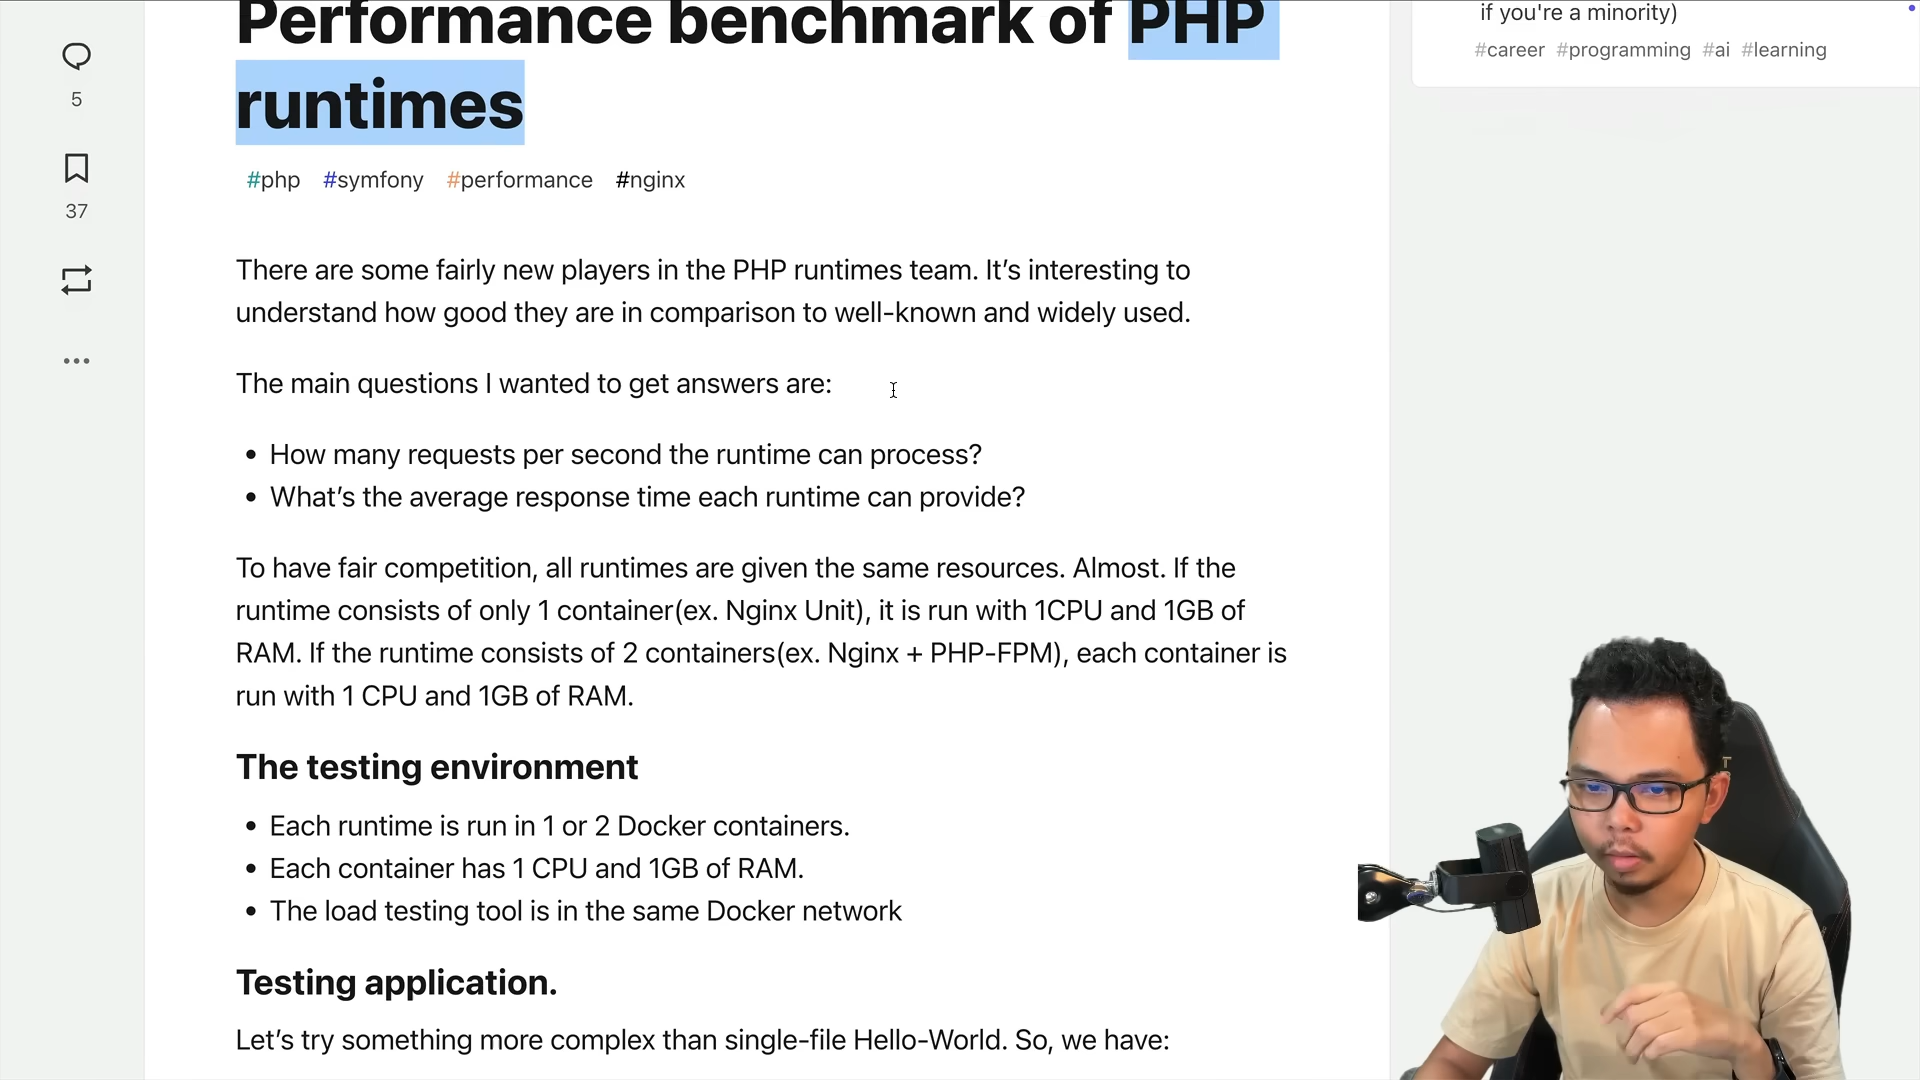 Performance benchmark of PHP
runtimes
#php #symfony #performance #nginx
There are some fairly new players in the PHP runtimes team. It’s interesting to
understand how good they are in comparison to well-known and widely used.
The main questions I wanted to get answers are:
• How many requests per second the runtime can process?
• What’s the average response time each runtime can provide?
To have fair competition, all runtimes are given the same resources. Almost. If the
runtime consists of only 1 container(ex. Nginx Unit), it is run with 1CPU and 1GB of
RAM. If the runtime consists of 2 containers(ex. Nginx + PHP-FPM), each container is
run with 1 CPU and 1GB of RAM.
The testing environment
• Each runtime is run in 1 or 2 Docker containers.
• Each container has 1 CPU and 1GB of RAM.
• The load testing tool is in the same Docker network
Testing application.
Let’s try something more complex than single-file Hello-World. So, we have:
5
37
if you're a minority)
#career #programming #ai #learning